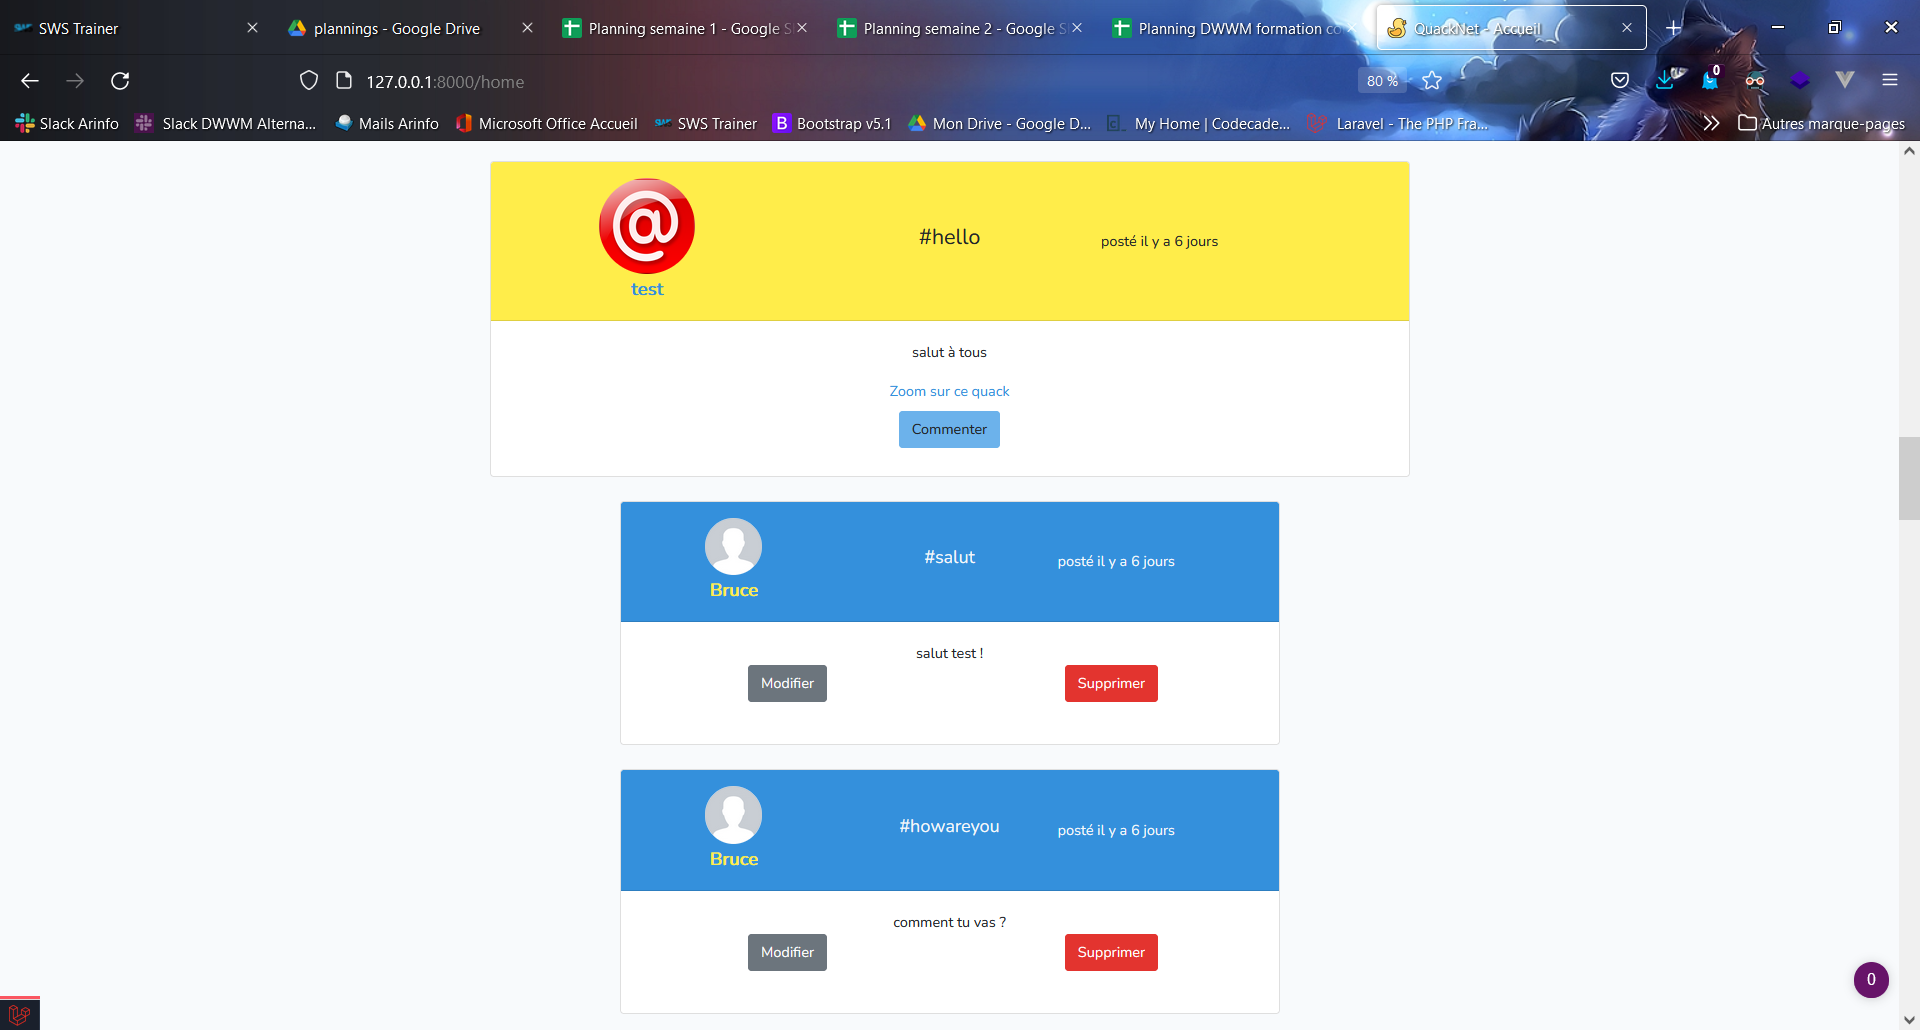 SWS Trainer
plannings - Google Drive
Planning semaine 1 - Google S
Planning semaine 2 - Google S
Planning DWWM formation co
QuackNet - Accueil
127.0.0.1:8000/home
80 %
0
Slack Arinfo
Slack DWWM Alterna...
Mails Arinfo
Microsoft Office Accueil
SWS Trainer
B Bootstrap v5.1
Mon Drive - Google D...
My Home | Codecade...
Laravel - The PHP Fra...
Autres marque-pages
@
test
#hello
posté il y a 6 jours
salut à tous
Zoom sur ce quack
Commenter
Bruce
#salut
posté il y a 6 jours
salut test !
Modifier
Supprimer
Bruce
#howareyou
posté il y a 6 jours
comment tu vas ?
Modifier
Supprimer
0